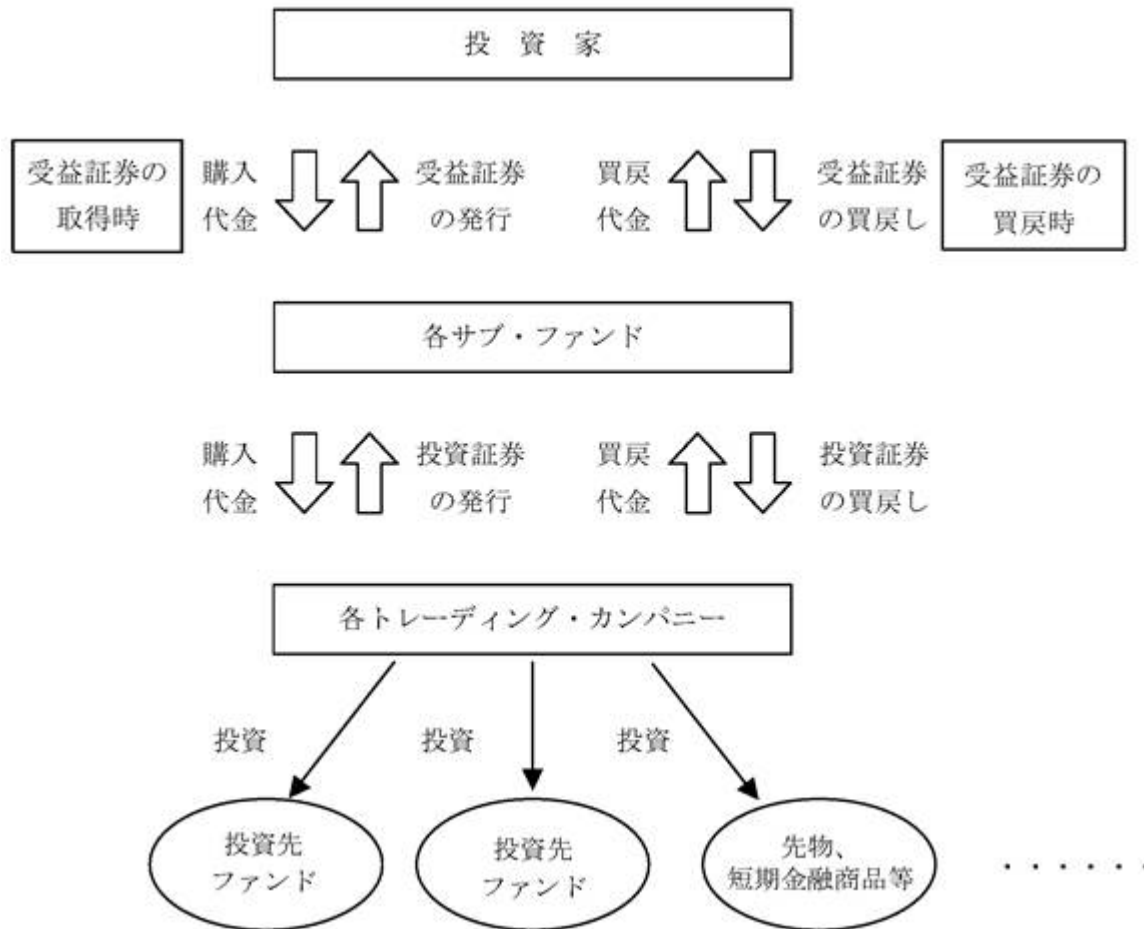 投 資 家
受益証券の
取得時
購入
代金
受益証券
の発行
買戻
代金
受益証券
の買戻し
受益証券の
買戻時
各サブ・ファンド
購入
代金
投資証券
の発行
買戻
代金
投資証券
の買戻し
各トレーディング・カンパニー
投資
投資
投資
投資先
ファンド
投資先
ファンド
先物、
短期金融商品等
・・・・・・